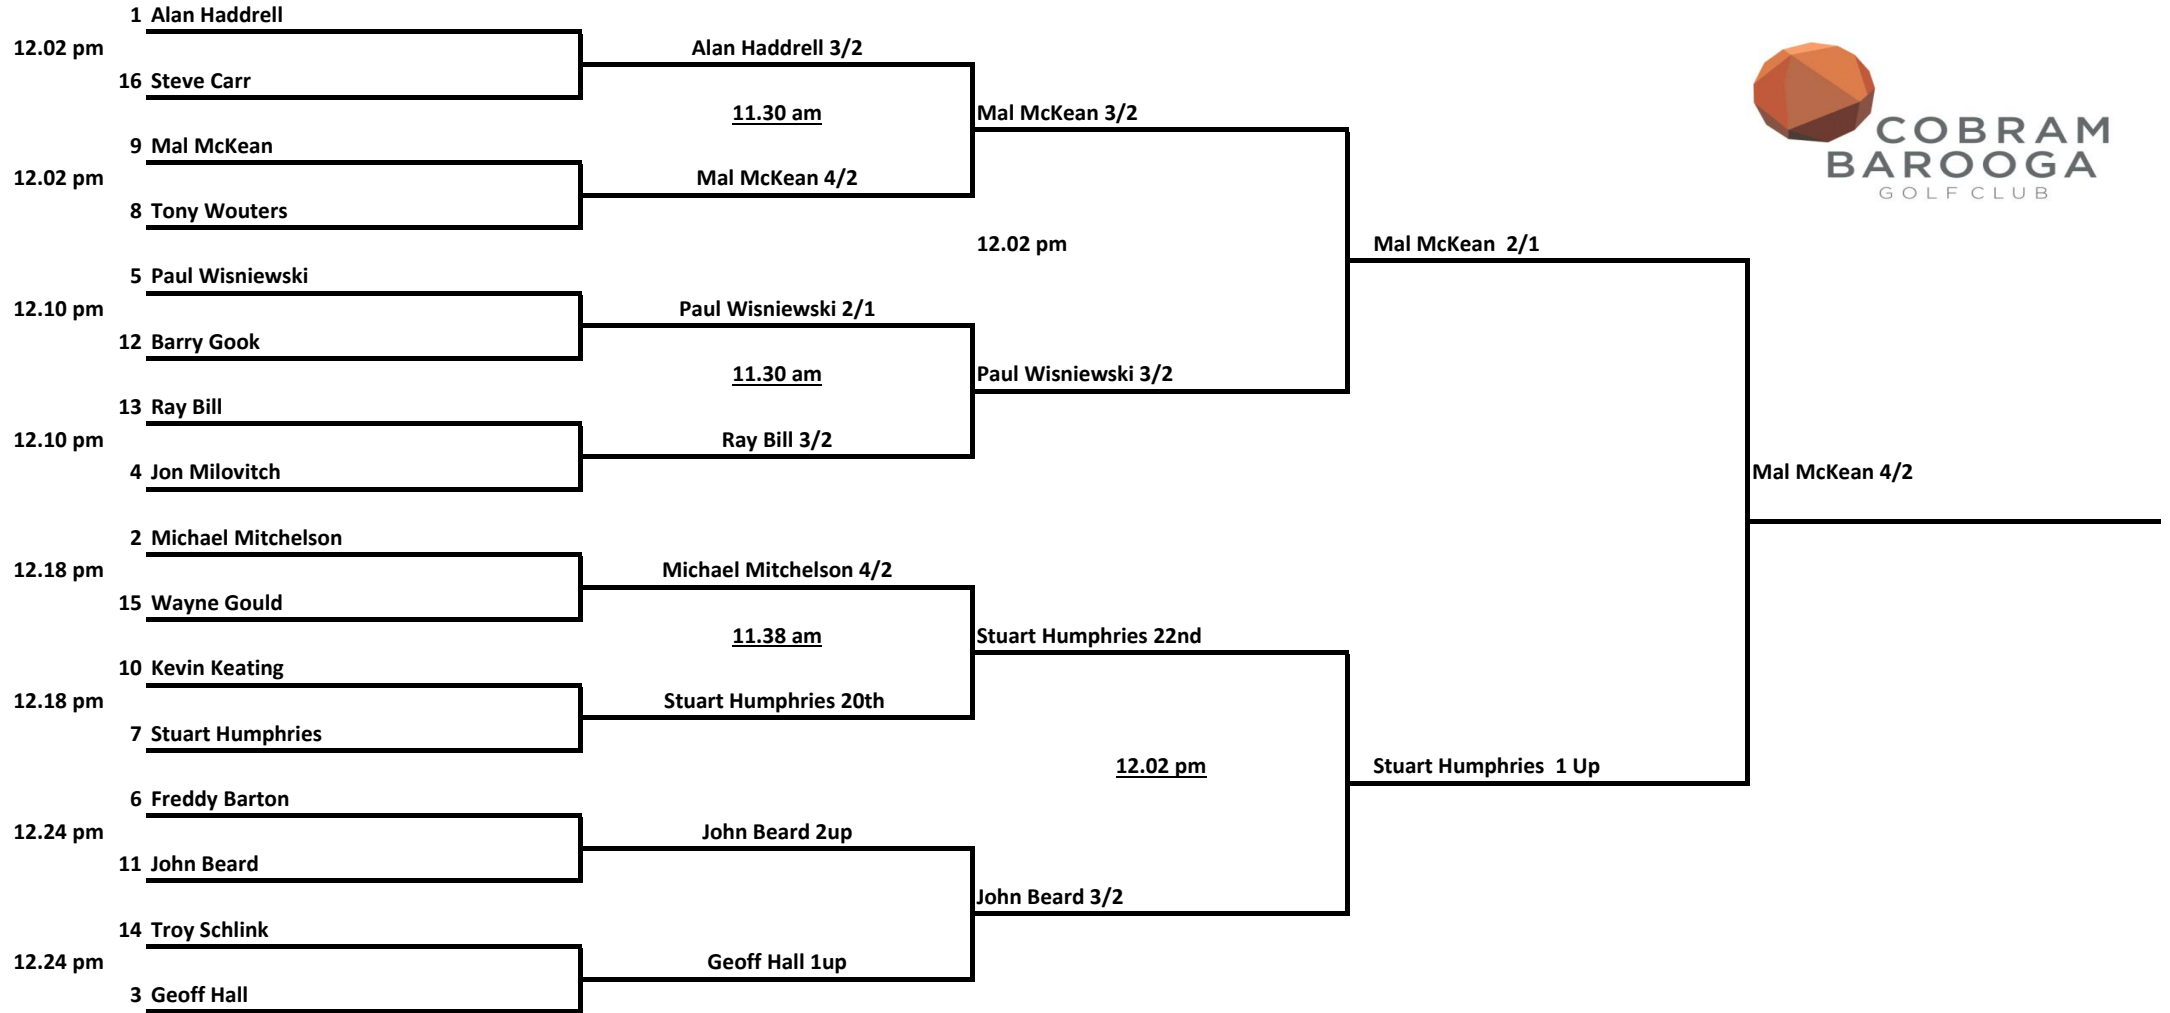 1 Alan Haddrell
12.02 pm
Alan Haddrell 3/2
16 Steve Carr
11.30 am
Mal McKean 3/2
COBRAM
BAROOGA
GOLF CLUB
9 Mal McKean
12.02 pm
Mal McKean 4/2
8 Tony Wouters
12.02 pm
Mal McKean 2/1
5 Paul Wisniewski
12.10 pm
Paul Wisniewski 2/1
12 Barry Gook
11.30 am
Paul Wisniewski 3/2
13 Ray Bill
12.10 pm
Ray Bill 3/2
4 Jon Milovitch
Mal McKean 4/2
2 Michael Mitchelson
12.18 pm
Michael Mitchelson 4/2
15 Wayne Gould
11.38 am
Stuart Humphries 22nd
10 Kevin Keating
12.18 pm
Stuart Humphries 20th
7 Stuart Humphries
12.02 pm
Stuart Humphries 1 Up
6 Freddy Barton
12.24 pm
John Beard 2up
11 John Beard
John Beard 3/2
14 Troy Schlink
12.24 pm
Geoff Hall 1up
3 Geoff Hall